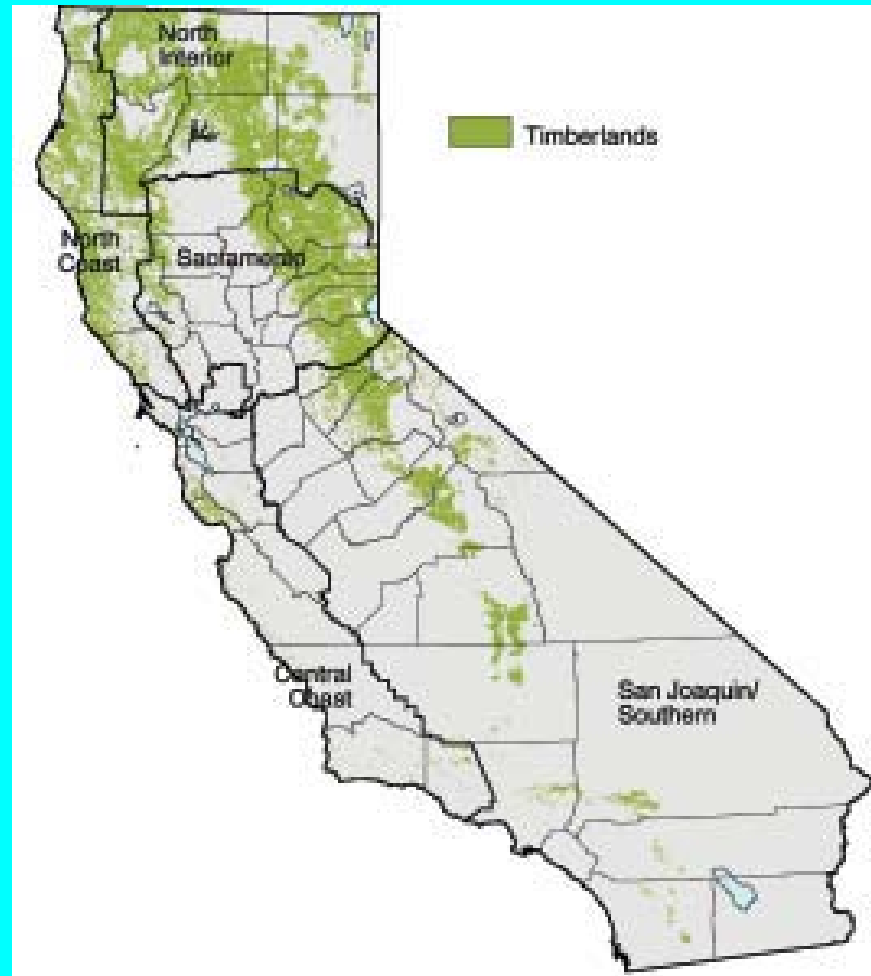 North
Interior
Timberlands
North
Coast
Sacramento
Central
Coast
San Joaquin/
Southern